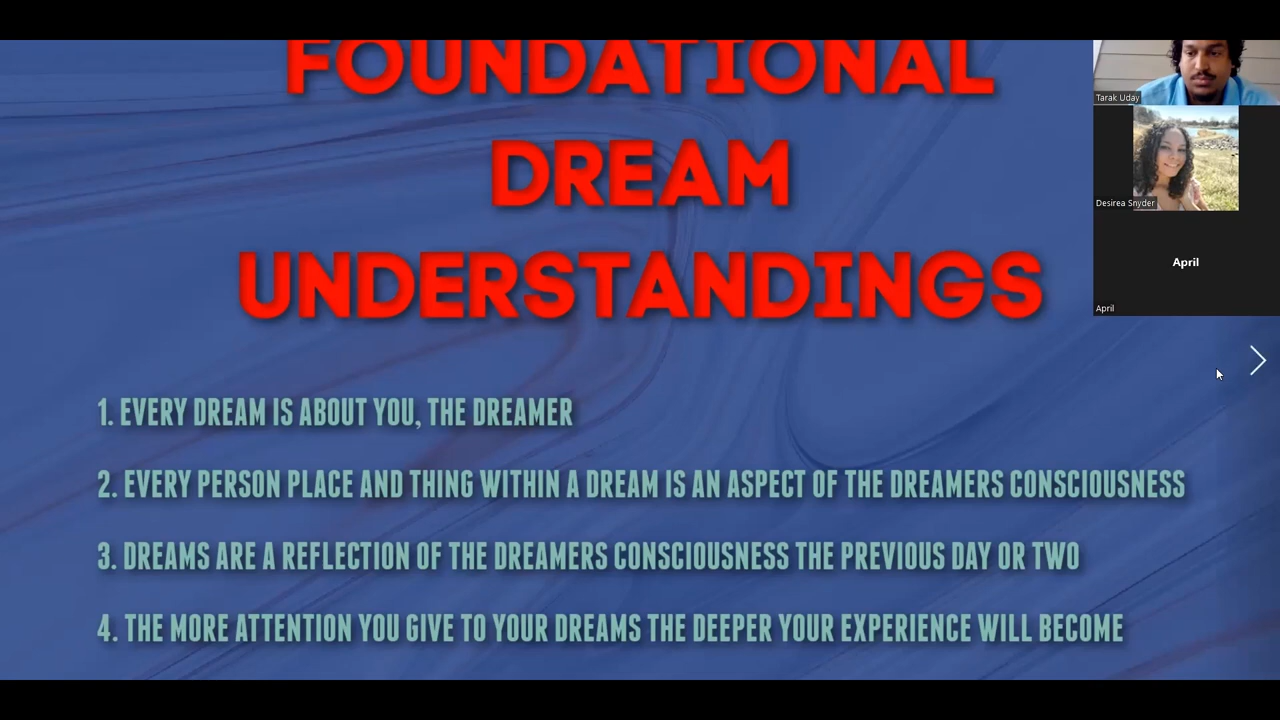 FOUNDATIONAL
DREAM
UNDERSTANDINGS
1. EVERY DREAM IS ABOUT YOU, THE DREAMER
2. EVERY PERSON PLACE AND THING WITHIN A DREAM IS AN ASPECT OF THE DREAMERS CONSCIOUSNESS
3. DREAMS ARE A REFLECTION OF THE DREAMERS CONSCIOUSNESS THE PREVIOUS DAY OR TWO
4. THE MORE ATTENTION YOU GIVE TO YOUR DREAMS THE DEEPER YOUR EXPERIENCE WILL BECOME
Tarak Uday
Desirea Snyder
April
April